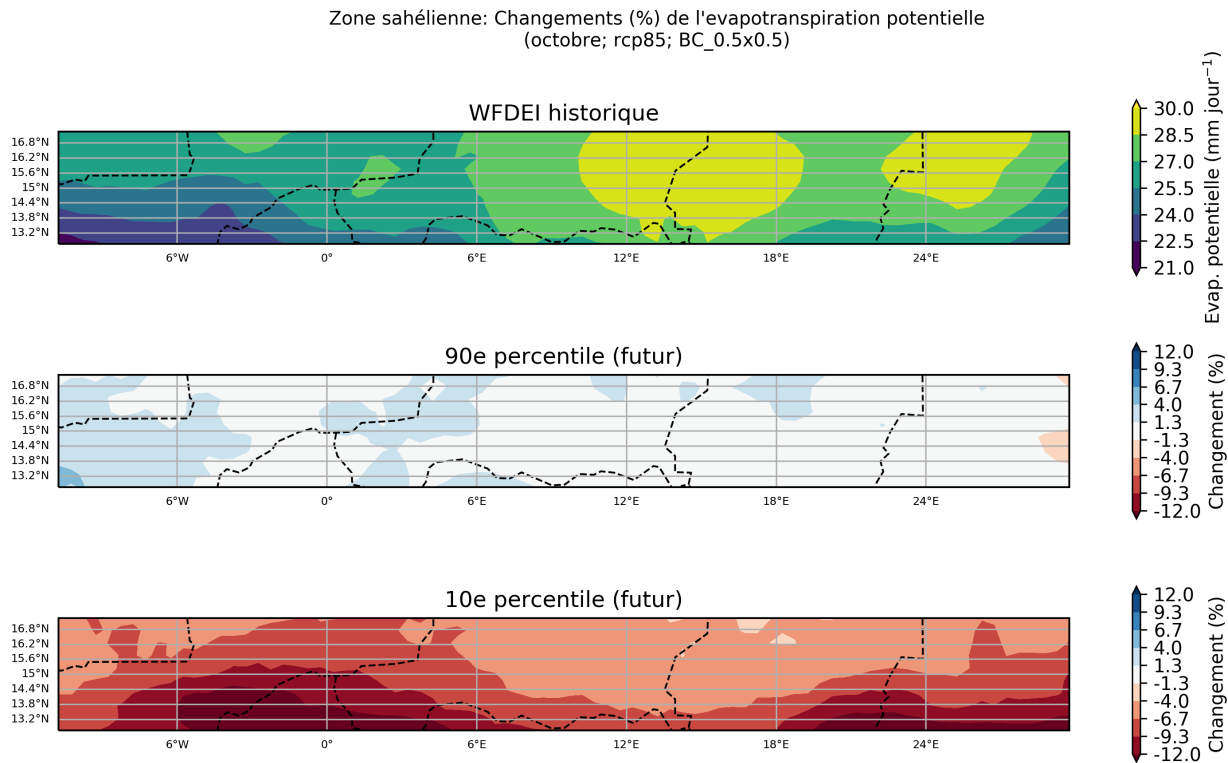 Zone sahélienne: Changements (%) de l'evapotranspiration potentielle
(octobre; rcp85; BC_0.5x0.5)
WFDEI historique
16.8°N
16.2°N
15.6°N
15°N
14.4°N
13.8°N
13.2°N
6°W
0°
6°E
12°E
18°E
24°E
30.0
28.5
27.0
25.5
24.0
22.5
21.0
Evap. potentielle (mm jour⁻¹)
90e percentile (futur)
16.8°N
16.2°N
15.6°N
15°N
14.4°N
13.8°N
13.2°N
6°W
0°
6°E
12°E
18°E
24°E
12.0
9.3
6.7
4.0
1.3
-1.3
-4.0
-6.7
-9.3
-12.0
Changement (%)
10e percentile (futur)
16.8°N
16.2°N
15.6°N
15°N
14.4°N
13.8°N
13.2°N
6°W
0°
6°E
12°E
18°E
24°E
12.0
9.3
6.7
4.0
1.3
-1.3
-4.0
-6.7
-9.3
-12.0
Changement (%)